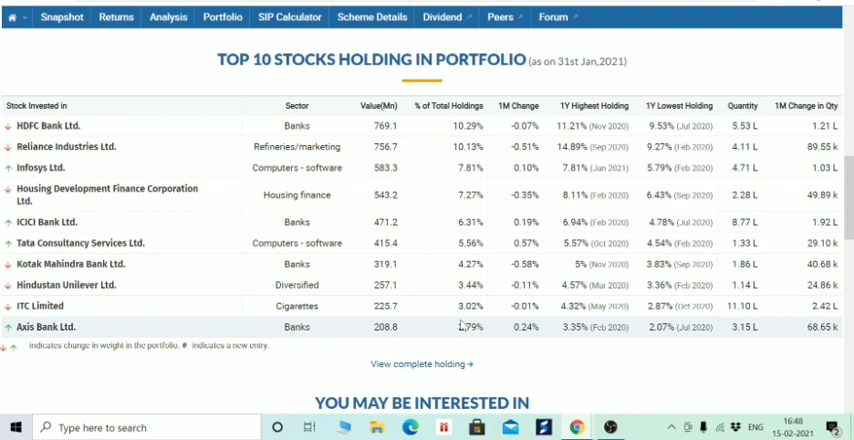 Snapshot Returns Analysis Portfolio SIP Calculator Scheme Details Dividend Peers Forum
TOP 10 STOCKS HOLDING IN PORTFOLIO (as on 31st Jan,2021)
Stock Invested in Sector Value(Mn) % of Total Holdings 1M Change 1Y Highest Holding 1Y Lowest Holding Quantity 1M Change in Qty
HDFC Bank Ltd. Banks 769.1 10.29% -0.07% 11.21% (Nov 2020) 9.53% (Jul 2020) 5.53 L 1.21 L
Reliance Industries Ltd. Refineries/marketing 756.7 10.13% -0.51% 14.89% (Sep 2020) 9.27% (Feb 2020) 4.11 L 89.55 k
Infosys Ltd. Computers - software 583.3 7.81% 0.10% 7.81% (Jan 2021) 5.79% (Feb 2020) 4.71 L 1.03 L
Housing Development Finance Corporation
Ltd. Housing finance 543.2 7.27% -0.35% 8.11% (Feb 2020) 6.43% (Sep 2020) 2.28 L 49.89 k
ICICI Bank Ltd. Banks 471.2 6.31% 0.19% 6.94% (Feb 2020) 4.78% (Jul 2020) 8.77 L 1.92 L
Tata Consultancy Services Ltd. Computers - software 415.4 5.56% 0.57% 5.57% (Oct 2020) 4.54% (Feb 2020) 1.33 L 29.10 k
Kotak Mahindra Bank Ltd. Banks 319.1 4.27% -0.58% 5% (Nov 2020) 3.83% (Sep 2020) 1.86 L 40.68 k
Hindustan Unilever Ltd. Diversified 257.1 3.44% -0.11% 4.57% (Mar 2020) 3.36% (Feb 2020) 1.14 L 24.86 k
ITC Limited Cigarettes 225.7 3.02% -0.01% 4.32% (May 2020) 2.87% (Oct 2020) 11.10 L 2.42 L
Axis Bank Ltd. Banks 208.8 0.24% 3.35% (Feb 2020) 2.07% (Jul 2020) 3.15 L 68.65 k
indicates change in weight in the portfolio. # indicates a new entry.
View complete holding
YOU MAY BE INTERESTED IN
Type here to search ENG 16:48
15-02-2021 2